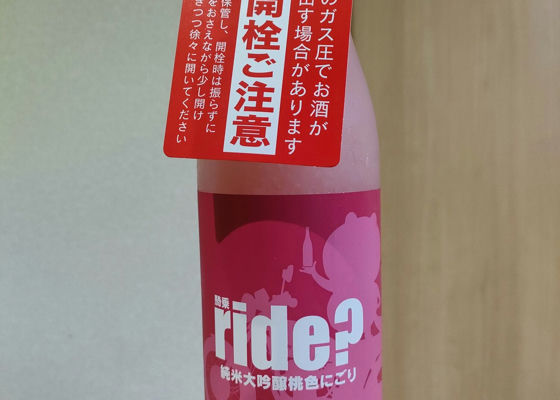 のガス圧でお酒が
出す場合があります
開栓ご注意
保管し、開栓時は振らずに
をおさえながら少し開け
きつつ徐々に開いてください
ride?
純米大吟醸桃色にごり